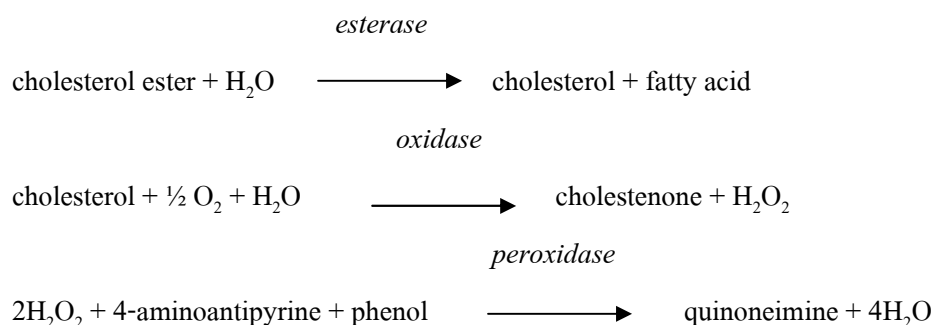 esterase
cholesterol ester + H₂O → cholesterol + fatty acid
oxidase
cholesterol + ½ O₂ + H₂O → cholestenone + H₂O₂
peroxidase
2H₂O₂ + 4-aminoantipyrine + phenol → quinoneimine + 4H₂O